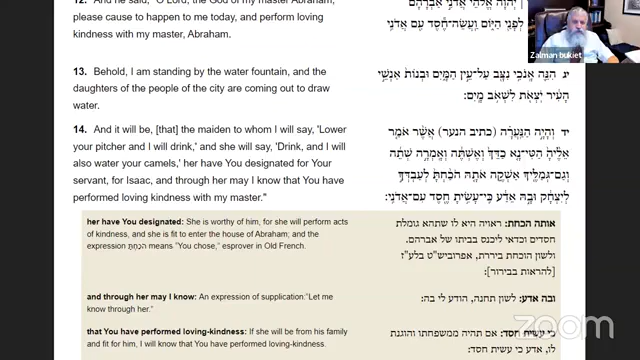 12. And he said, "O Lord, the God of my master Abraham,
please cause to happen to me today, and perform loving
kindness with my master, Abraham.
יְהוָֹה אֱלֹהֵי אֲדֹנִי אַבְרָהָם
לְפָנַי הַיּוֹם וַעֲשֵׂה־חֶסֶד עִם אֲדֹנִי
Zalman bukiet
13. Behold, I am standing by the water fountain, and the
daughters of the people of the city are coming out to draw
water.
יג הִנֵּה אָנֹכִי נִצָּב עַל־עֵין הַמָּיִם וּבְנוֹת אַנְשֵׁי
הָעִיר יֹצְאֹת לִשְׁאֹב מָיִם:
14. And it will be, [that] the maiden to whom I will say, 'Lower
your pitcher and I will drink,' and she will say, 'Drink, and I will
also water your camels,' her have You designated for Your
servant, for Isaac, and through her may I know that You have
performed loving kindness with my master."
יד וְהָיָה הַנַּעֲרָה (כתיב הנער) אֲשֶׁר אֹמַר
אֵלֶיהָ הַטִּי־נָא כַדֵּךְ וְאֶשְׁתֶּה וְאָמְרָה שְׁתֵה
וְגַם־גְּמַלֶּיךָ אַשְׁקֶה אֹתָהּ הֹכַחְתָּ לְעַבְדְּךָ
לְיִצְחָק וּבָהּ אֵדַע כִּי־עָשִׂיתָ חֶסֶד עִם־אֲדֹנִי:
her have You designated: She is worthy of him, for she will perform acts
of kindness, and she is fit to enter the house of Abraham; and the
expression הֹכַחְתָּ means "You chose," esprover in Old French.
אותה הכחת: ראויה היא לו שתהא גומלת
חסדים וכדאי ליכנס בביתו של אברהם.
ולשון הוכחת ביררת, אפרוביש"ט בלע"ז
[להראות בבירור]:
and through her may I know: An expression of supplication: "Let me
know through her."
ובה אדע: לשון תחנה, הודע לי בה:
that You have performed loving-kindness: If she will be from his family
and fit for him, I will know that You have performed loving-kindness.
כי עשית חסד: אם תהיה ממשפחתו והוגנת
לו, אדע כי עשית חסד:
zoom